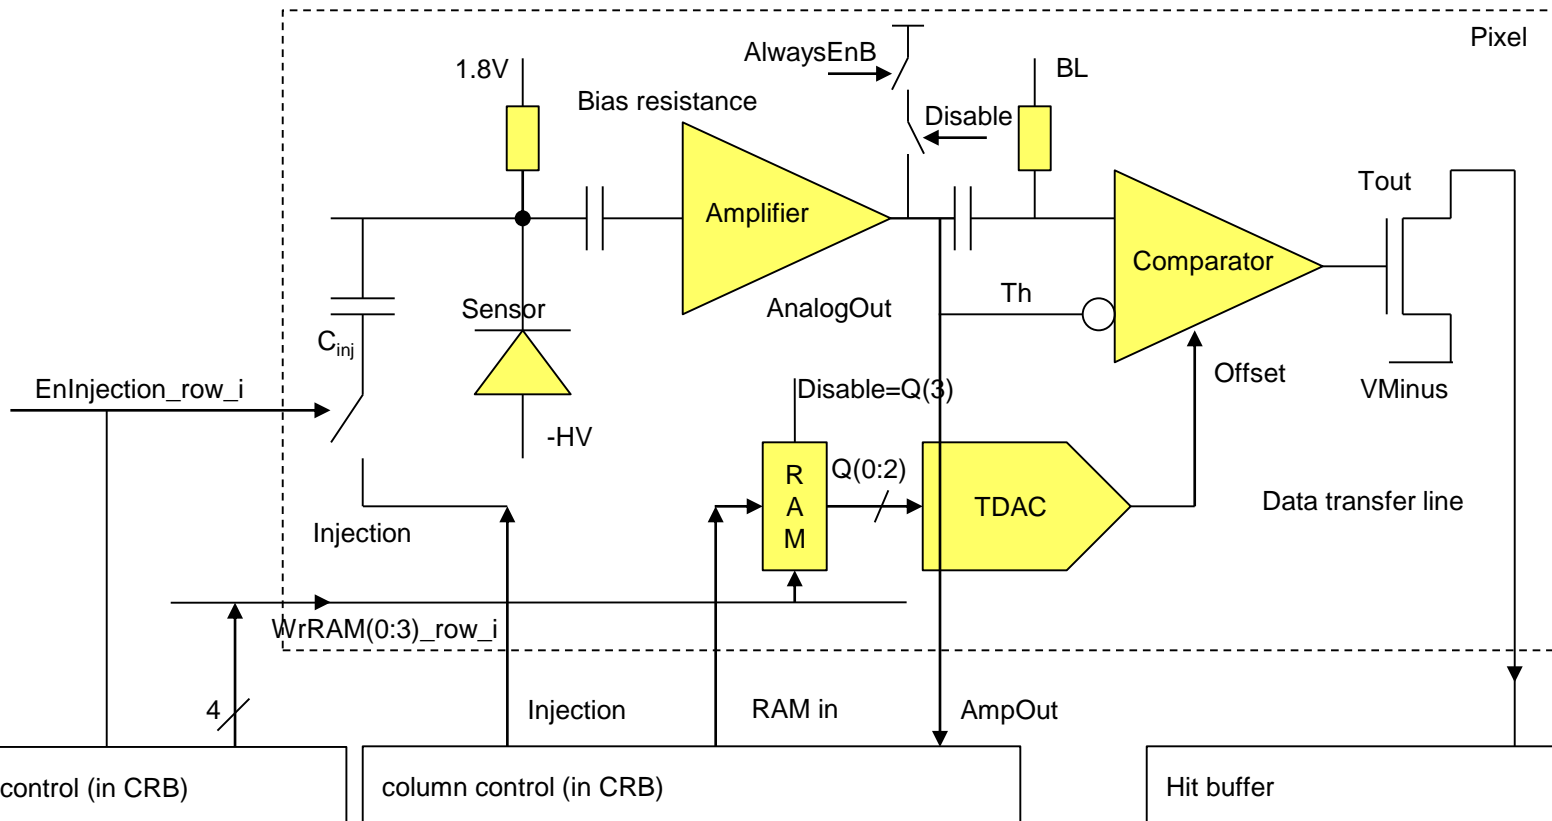 Pixel
AlwaysEnB
1.8V
BL
Bias resistance
Disable
Tout
Amplifier
Comparator
Th
Sensor
AnalogOut
Cinj
Offset
EnInjection_row_i
Disable=Q(3)
VMinus
-HV
Q(0:2)
R
A
M
TDAC
Data transfer line
Injection
WrRAM(0:3)_row_i
4
Injection
RAM in
AmpOut
control (in CRB)
column control (in CRB)
Hit buffer